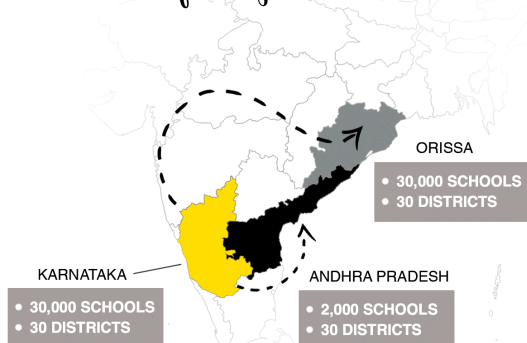 ORISSA
• 30,000 SCHOOLS
• 30 DISTRICTS
KARNATAKA
• 30,000 SCHOOLS
• 30 DISTRICTS
ANDHRA PRADESH
• 2,000 SCHOOLS
• 30 DISTRICTS